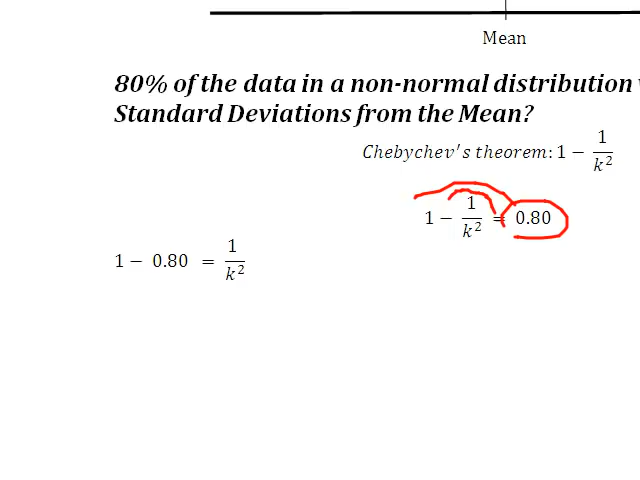 Mean
80% of the data in a non-normal distribution
Standard Deviations from the Mean?
Chebychev's theorem: 1 − 1/k²
1 − 1/k² = 0.80
1 − 0.80 = 1/k²